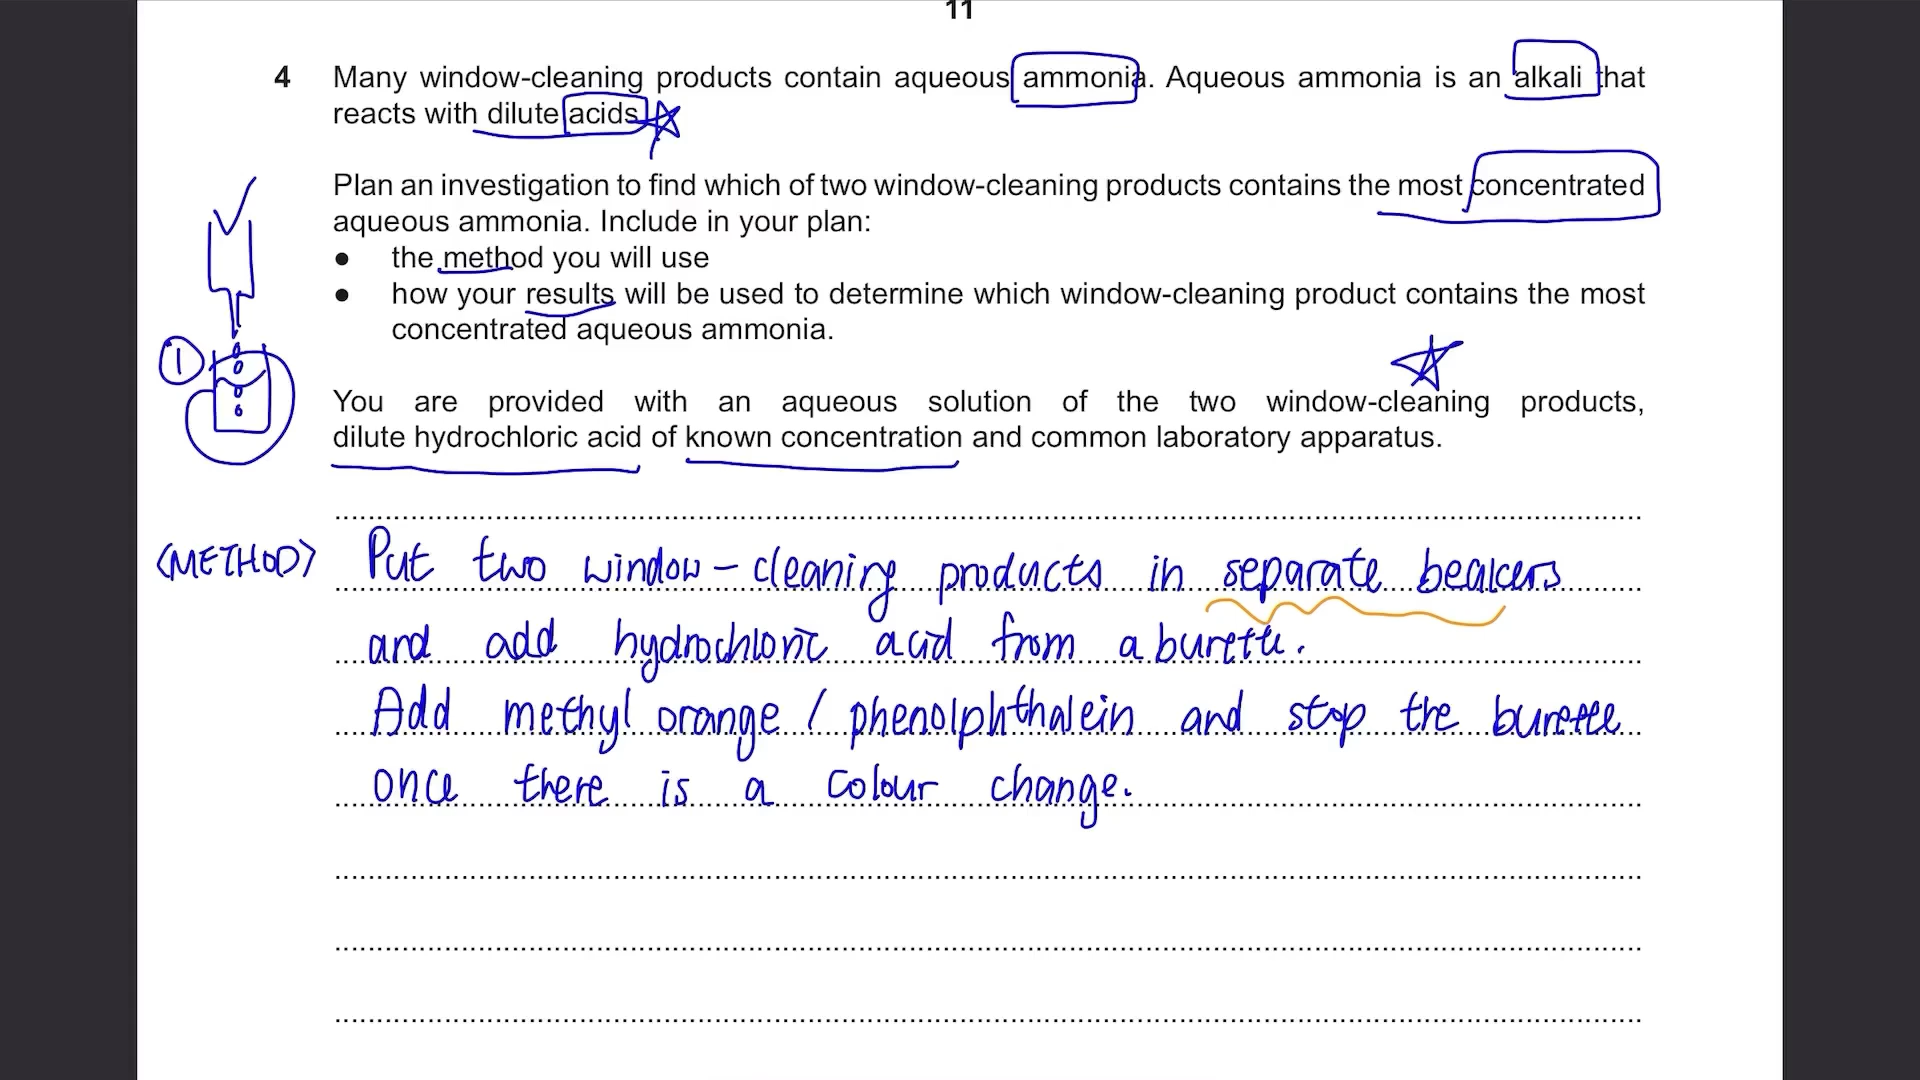 11
4 Many window-cleaning products contain aqueous ammonia. Aqueous ammonia is an alkali that
reacts with dilute acids.
Plan an investigation to find which of two window-cleaning products contains the most concentrated
aqueous ammonia. Include in your plan:
● the method you will use
● how your results will be used to determine which window-cleaning product contains the most
concentrated aqueous ammonia.
①
You are provided with an aqueous solution of the two window-cleaning products,
dilute hydrochloric acid of known concentration and common laboratory apparatus.
<METHOD> Put two window-cleaning products in separate beakers
and add hydrochloric acid from a burette.
Add methyl orange / phenolphthalein and stop the burette
once there is a colour change.